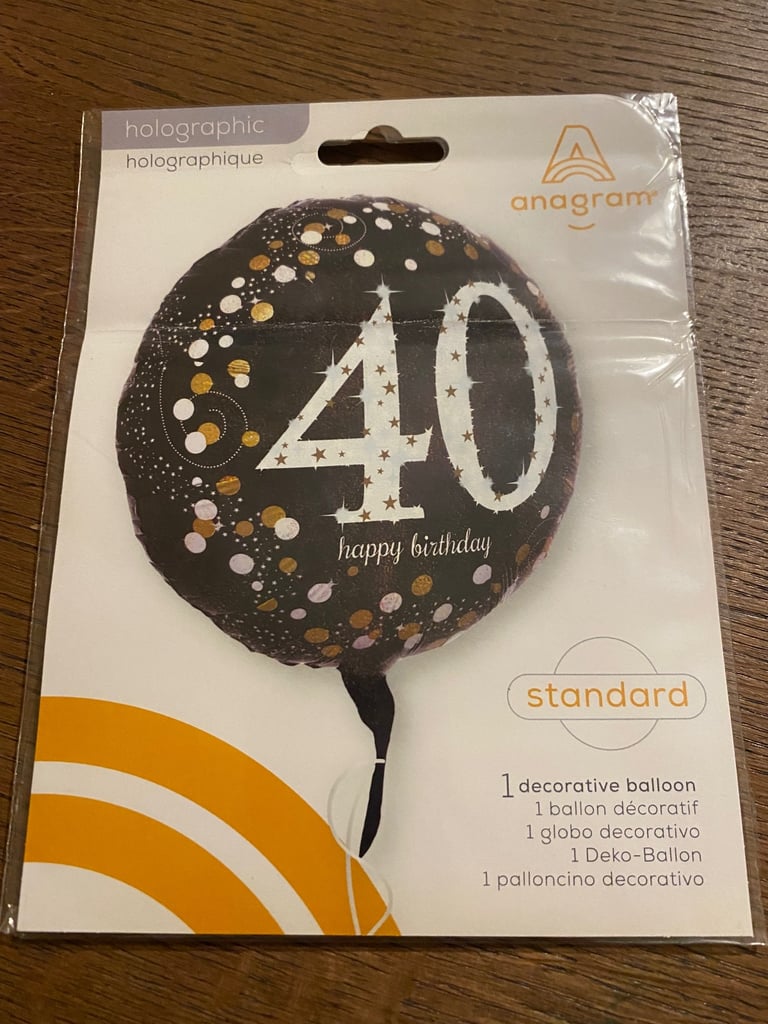 holographic
holographique
anagram
40
happy birthday
standard
1 decorative balloon
1 ballon décoratif
1 globo decorativo
1 Deko-Ballon
1 palloncino decorativo